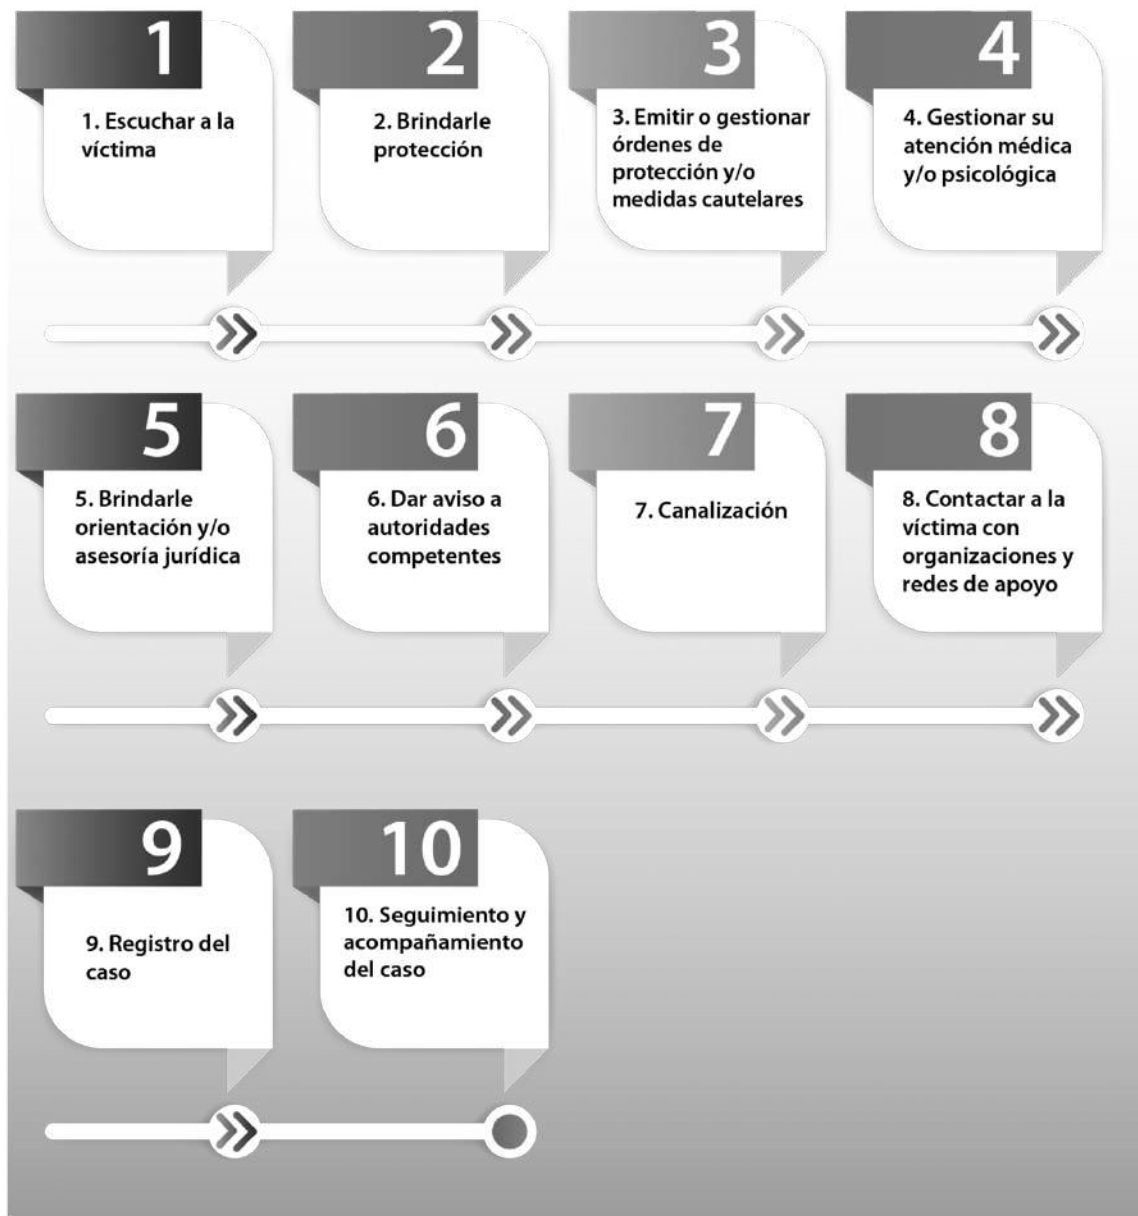 1
1. Escuchar a la
víctima
2
2. Brindarle
protección
3
3. Emitir o gestionar
órdenes de
protección y/o
medidas cautelares
4
4. Gestionar su
atención médica
y/o psicológica
5
5. Brindarle
orientación y/o
asesoría jurídica
6
6. Dar aviso a
autoridades
competentes
7
7. Canalización
8
8. Contactar a la
víctima con
organizaciones y
redes de apoyo
9
9. Registro del
caso
10
10. Seguimiento y
acompañamiento
del caso